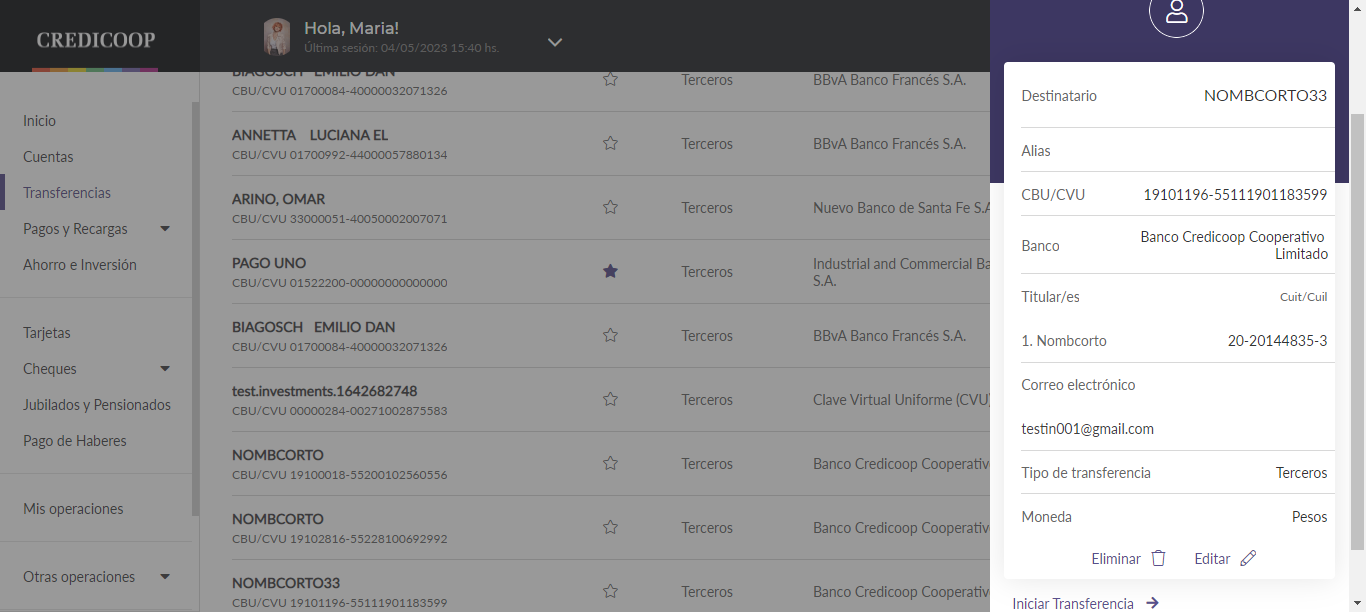 CREDICOOP
Hola, Maria!
Última sesión: 04/05/2023 15:40 hs.
Inicio
Cuentas
Transferencias
Pagos y Recargas
Ahorro e Inversión
Tarjetas
Cheques
Jubilados y Pensionados
Pago de Haberes
Mis operaciones
Otras operaciones
BIAGOSCH EMILIO DAN
CBU/CVU 01700084-40000032071326
Terceros
BBvA Banco Francés S.A.
ANNETTA LUCIANA EL
CBU/CVU 01700992-44000057880134
Terceros
BBvA Banco Francés S.A.
ARINO, OMAR
CBU/CVU 33000051-40050002007071
Terceros
Nuevo Banco de Santa Fe S.A
PAGO UNO
CBU/CVU 01522200-00000000000000
Terceros
Industrial and Commercial Ba
S.A.
BIAGOSCH EMILIO DAN
CBU/CVU 01700084-40000032071326
Terceros
BBvA Banco Francés S.A.
test.investments.1642682748
CBU/CVU 00000284-00271002875583
Terceros
Clave Virtual Uniforme (CVU)
NOMBCORTO
CBU/CVU 19100018-55200102560556
Terceros
Banco Credicoop Cooperativ
NOMBCORTO
CBU/CVU 19102816-55228100692992
Terceros
Banco Credicoop Cooperativ
NOMBCORTO33
CBU/CVU 19101196-55111901183599
Terceros
Banco Credicoop Cooperativ
Destinatario NOMBCORTO33
Alias
CBU/CVU 19101196-55111901183599
Banco Banco Credicoop Cooperativo
Limitado
Titular/es Cuit/Cuil
1. Nombcorto 20-20144835-3
Correo electrónico
testin001@gmail.com
Tipo de transferencia Terceros
Moneda Pesos
Eliminar Editar
Iniciar Transferencia